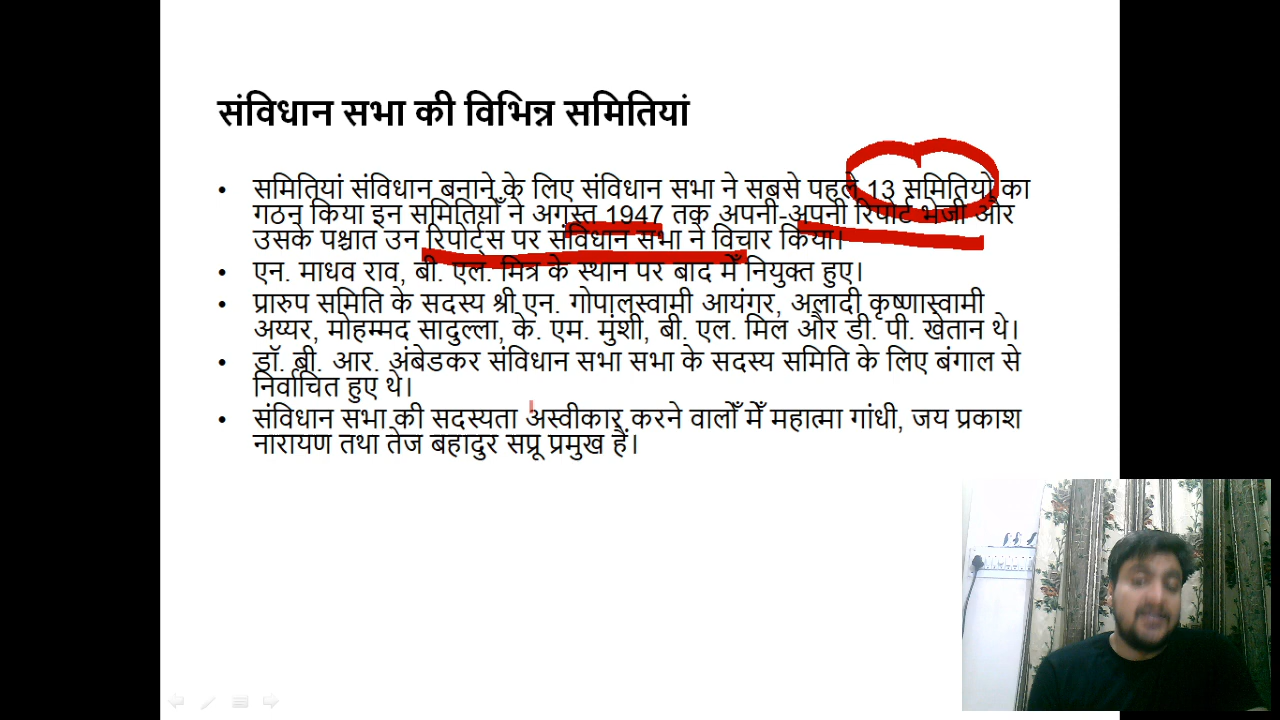 संविधान सभा की विभिन्न समितियां
• समितियां संविधान बनाने के लिए संविधान सभा ने सबसे पहले 13 समितियों का
गठन किया इन समितियोँ ने अगस्त 1947 तक अपनी-अपनी रिपोर्ट भेजी और
उसके पश्चात उन रिपोर्टस पर संविधान सभा ने विचार किया।
• एन. माधव राव, बी. एल. मित्र के स्थान पर बाद मेँ नियुक्त हुए।
• प्रारुप समिति के सदस्य श्री एन. गोपालस्वामी आयंगर, अलादी कृष्णास्वामी
अय्यर, मोहम्मद सादुल्ला, के. एम. मुंशी, बी. एल. मिल और डी. पी. खेतान थे।
• डॉ. बी. आर. अंबेडकर संविधान सभा सभा के सदस्य समिति के लिए बंगाल से
निर्वाचित हुए थे।
• संविधान सभा की सदस्यता अस्वीकार करने वालोँ मेँ महात्मा गांधी, जय प्रकाश
नारायण तथा तेज बहादुर सप्रू प्रमुख हैं।